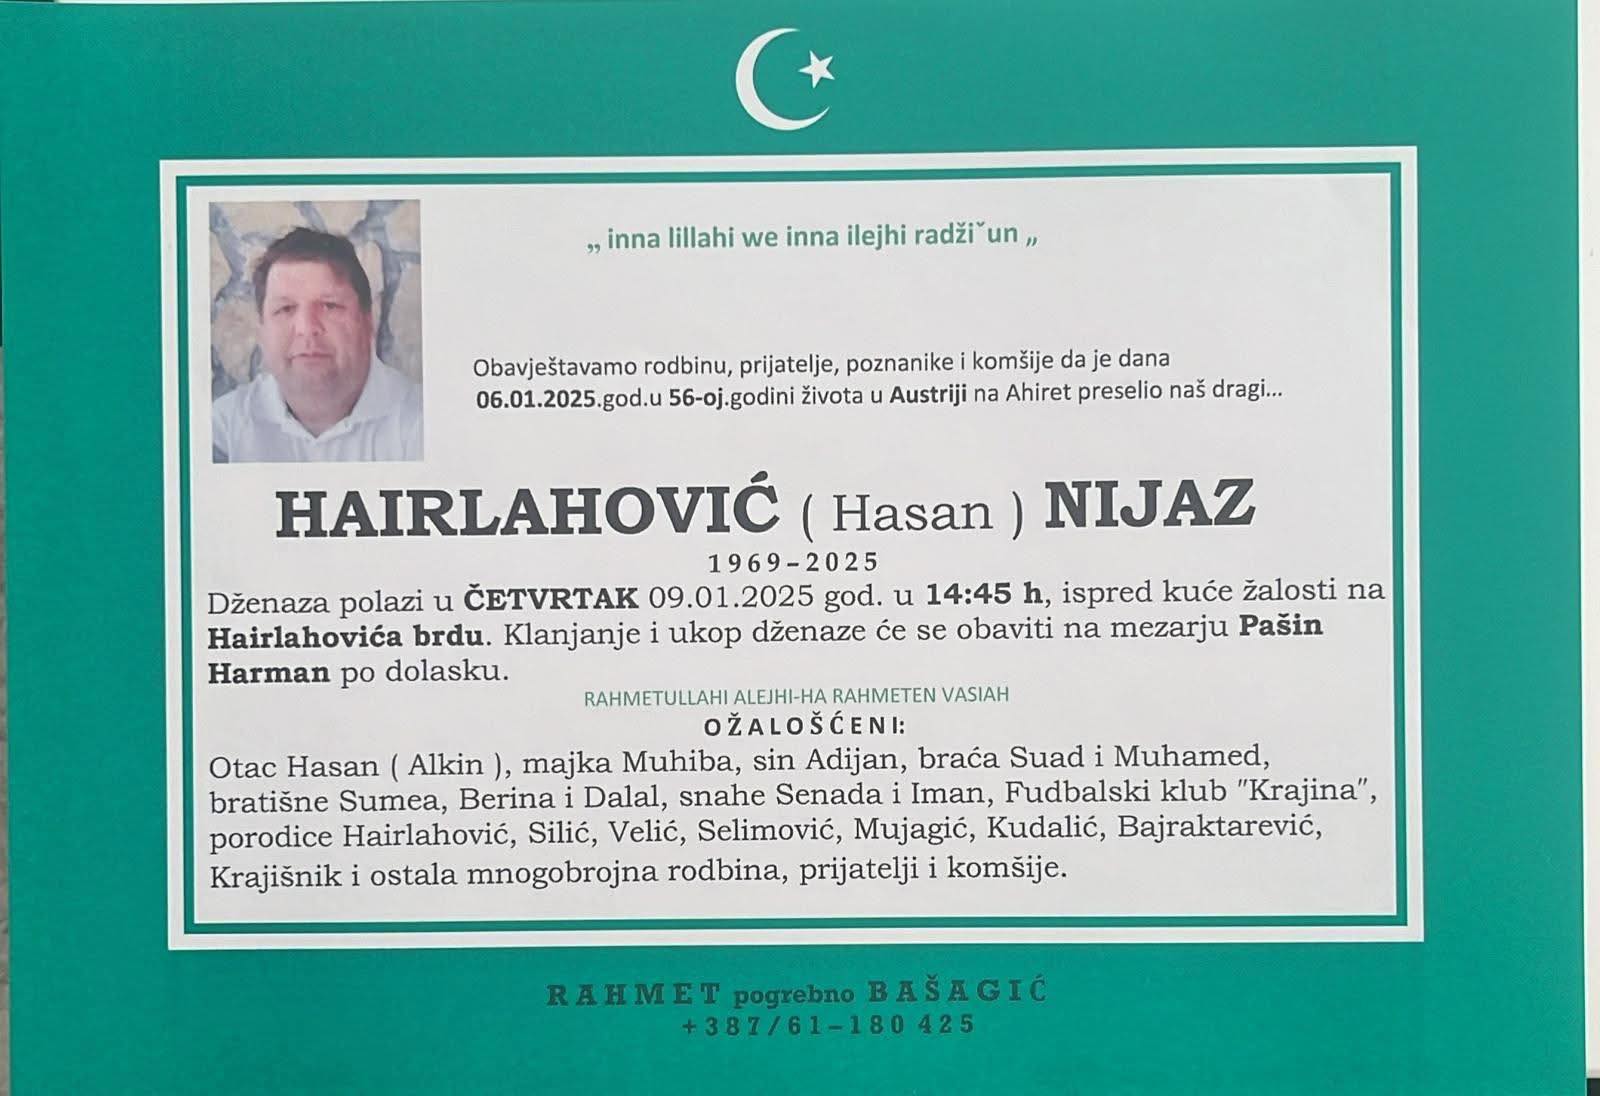 „ inna lillahi we inna ilejhi radžiˇun „
Obavještavamo rodbinu, prijatelje, poznanike i komšije da je dana
06.01.2025.god.u 56-oj.godini života u Austriji na Ahiret preselio naš dragi...
HAIRLAHOVIĆ ( Hasan ) NIJAZ
1969–2025
Dženaza polazi u ČETVRTAK 09.01.2025 god. u 14:45 h, ispred kuće žalosti na
Hairlahovića brdu. Klanjanje i ukop dženaze će se obaviti na mezarju Pašin
Harman po dolasku.
RAHMETULLAHI ALEJHI-HA RAHMETEN VASIAH
OŽALOŠĆENI:
Otac Hasan ( Alkin ), majka Muhiba, sin Adijan, braća Suad i Muhamed,
bratišne Sumea, Berina i Dalal, snahe Senada i Iman, Fudbalski klub "Krajina",
porodice Hairlahović, Silić, Velić, Selimović, Mujagić, Kudalić, Bajraktarević,
Krajišnik i ostala mnogobrojna rodbina, prijatelji i komšije.
RAHMET pogrebno BAŠAGIĆ
+387/61–180 425